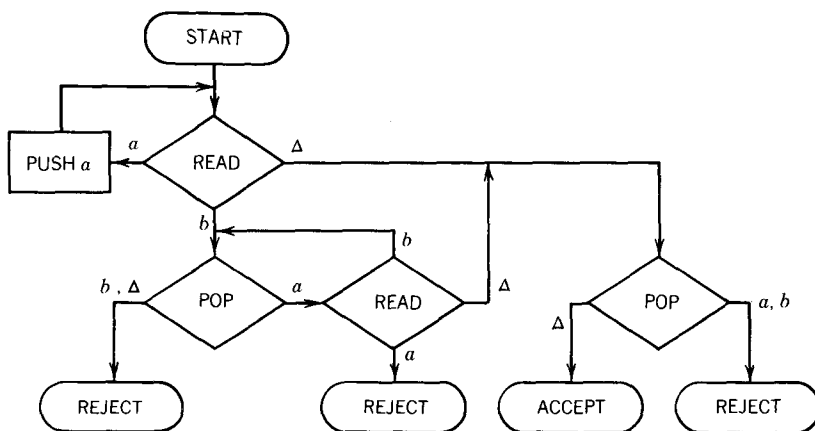 START
a
Δ
PUSH a
READ
b
b
b , Δ
POP
a
READ
Δ
Δ
POP
a, b
a
REJECT
REJECT
ACCEPT
REJECT